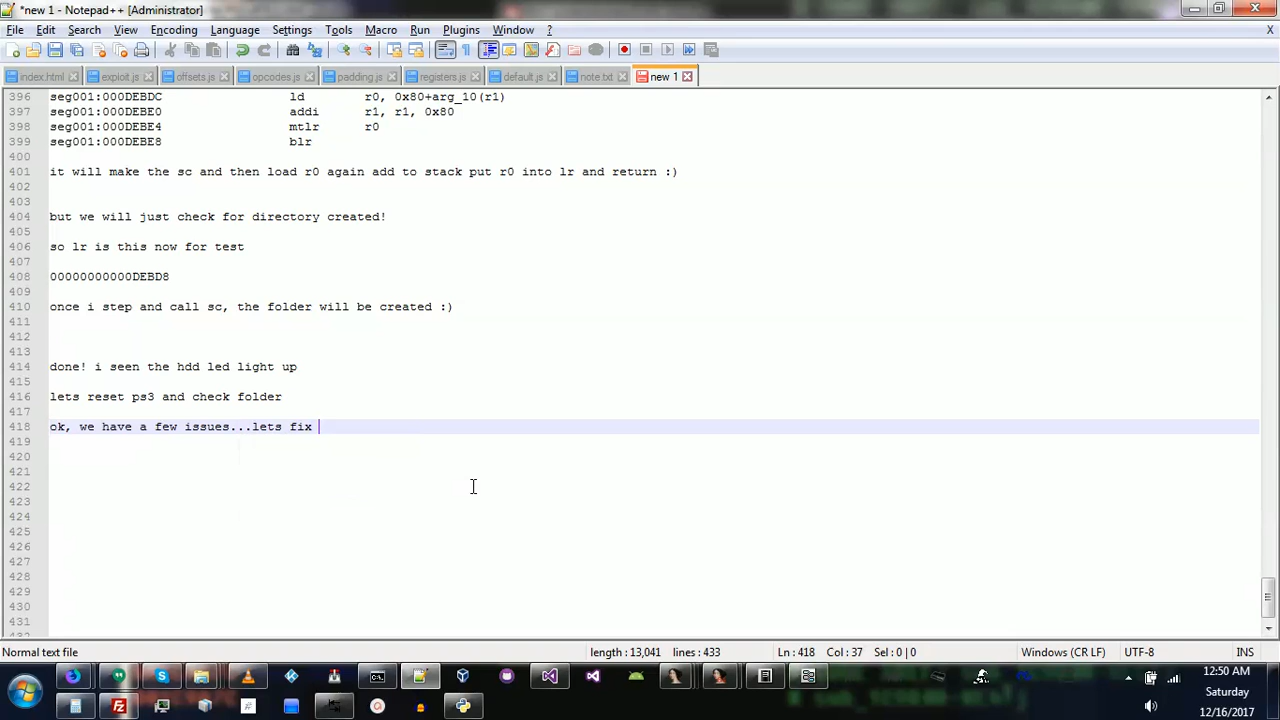 *new 1 - Notepad++ [Administrator]
File Edit Search View Encoding Language Settings Tools Macro Run Plugins Window ? X
index.html exploit.js offsets.js opcodes.js padding.js registers.js default.js note.txt new 1
396 seg001:000DEBDC ld r0, 0x80+arg_10(r1)
397 seg001:000DEBE0 addi r1, r1, 0x80
398 seg001:000DEBE4 mtlr r0
399 seg001:000DEBE8 blr
400
401 it will make the sc and then load r0 again add to stack put r0 into lr and return :)
402
403
404 but we will just check for directory created!
405
406 so lr is this now for test
407
408 00000000000DEBD8
409
410 once i step and call sc, the folder will be created :)
411
412
413
414 done! i seen the hdd led light up
415
416 lets reset ps3 and check folder
417
418 ok, we have a few issues...lets fix
419
420
421
422
423
424
425
426
427
428
429
430
431
432
Normal text file length : 13,041 lines : 433 Ln : 418 Col : 37 Sel : 0 | 0 Windows (CR LF) UTF-8 INS
12:50 AM
Saturday
12/16/2017